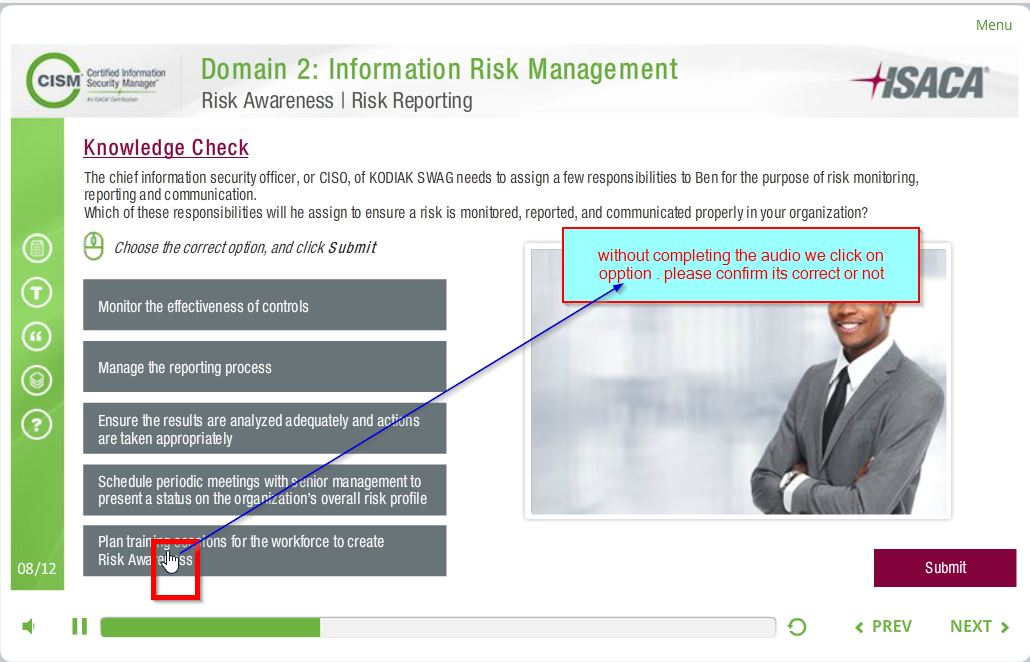 Menu
CISM Certified Information
Security Manager
An ISACA Certification
Domain 2: Information Risk Management
Risk Awareness | Risk Reporting
ISACA®
Knowledge Check
The chief information security officer, or CISO, of KODIAK SWAG needs to assign a few responsibilities to Ben for the purpose of risk monitoring,
reporting and communication.
Which of these responsibilities will he assign to ensure a risk is monitored, reported, and communicated properly in your organization?
Choose the correct option, and click Submit
without completing the audio we click on
opption . please confirm its correct or not
Monitor the effectiveness of controls
Manage the reporting process
Ensure the results are analyzed adequately and actions
are taken appropriately
Schedule periodic meetings with senior management to
present a status on the organization's overall risk profile
Plan training sessions for the workforce to create
Risk Awareness
T
?
08/12
Submit
PREV
NEXT